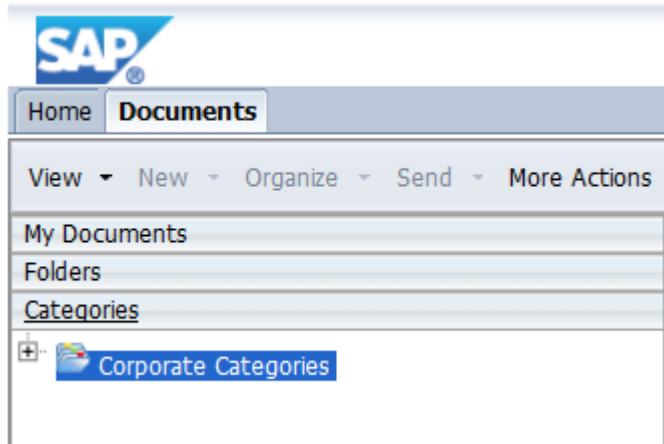 SAP®
Home Documents
View New Organize Send More Actions
My Documents
Folders
Categories
Corporate Categories